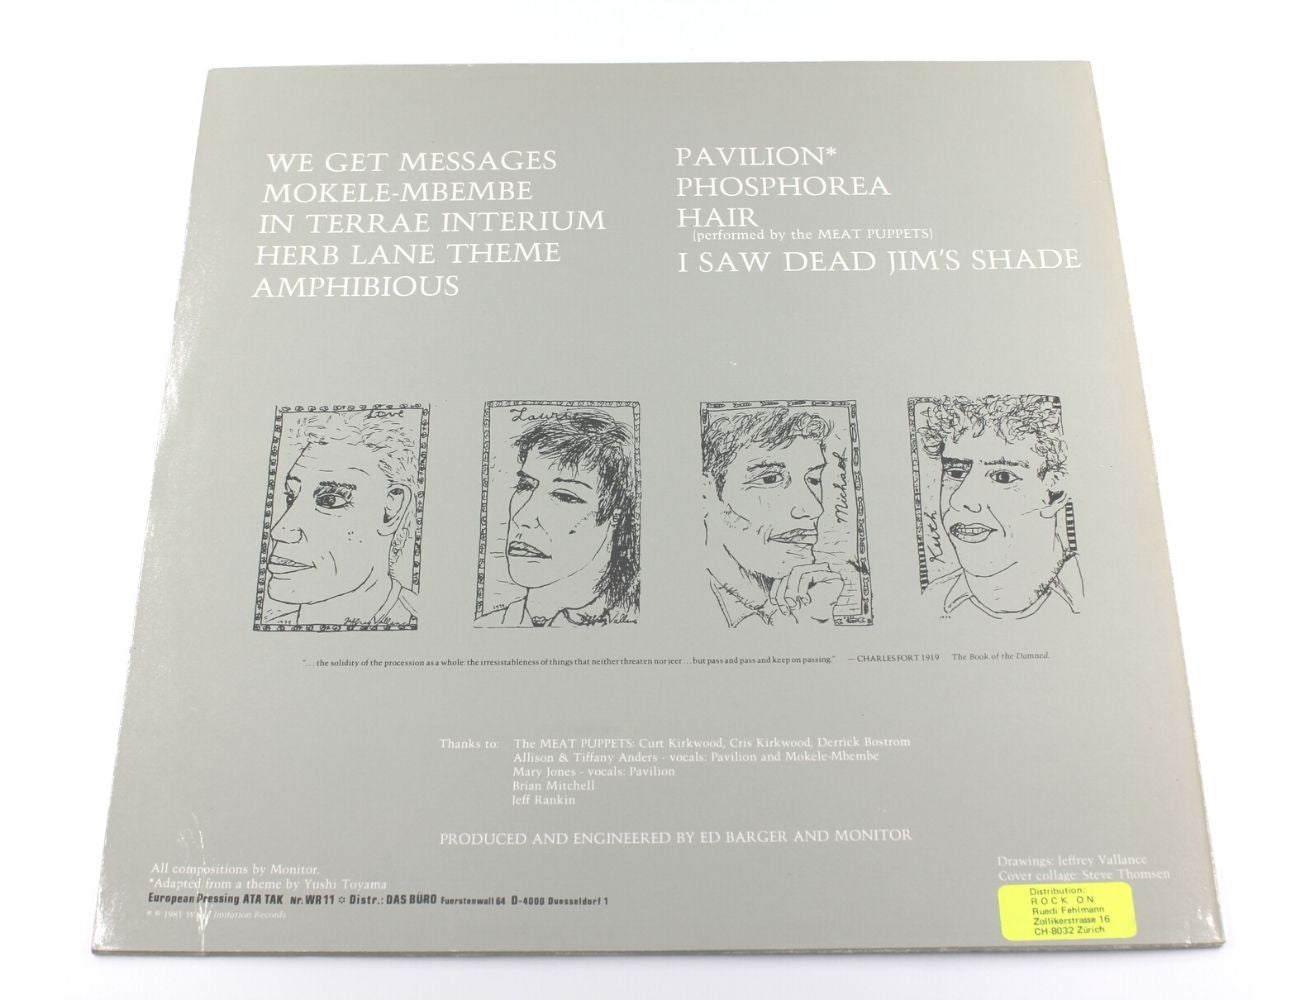 WE GET MESSAGES
MOKELE-MBEMBE
IN TERRAE INTERIUM
HERB LANE THEME
AMPHIBIOUS
PAVILION*
PHOSPHOREA
HAIR
(performed by the MEAT PUPPETS)
I SAW DEAD JIM'S SHADE
Love
Laurie
Michael
Keith
Jeffrey Vallance
Jeffrey Vallance
"...the solidity of the procession as a whole: the irresistableness of things that neither threaten nor jeer...but pass and pass and keep on passing." —CHARLES FORT 1919 The Book of the Damned.
Thanks to: The MEAT PUPPETS: Curt Kirkwood, Cris Kirkwood, Derrick Bostrom
Allison & Tiffany Anders - vocals: Pavilion and Mokele-Mbembe
Mary Jones - vocals: Pavilion
Brian Mitchell
Jeff Rankin
PRODUCED AND ENGINEERED BY ED BARGER AND MONITOR
All compositions by Monitor.
*Adapted from a theme by Yushi Toyama
European Pressing ATA TAK Nr. WR11 ✩ Distr.: DAS BÜRO Fuerstenwall 64 D-4000 Duesseldorf 1
℗ © 1981 World Imitation Records
Drawings: Jeffrey Vallance
Cover collage: Steve Thomsen
Distribution:
ROCK ON
Ruedi Fehlmann
Zollikerstrasse 16
CH-8032 Zürich